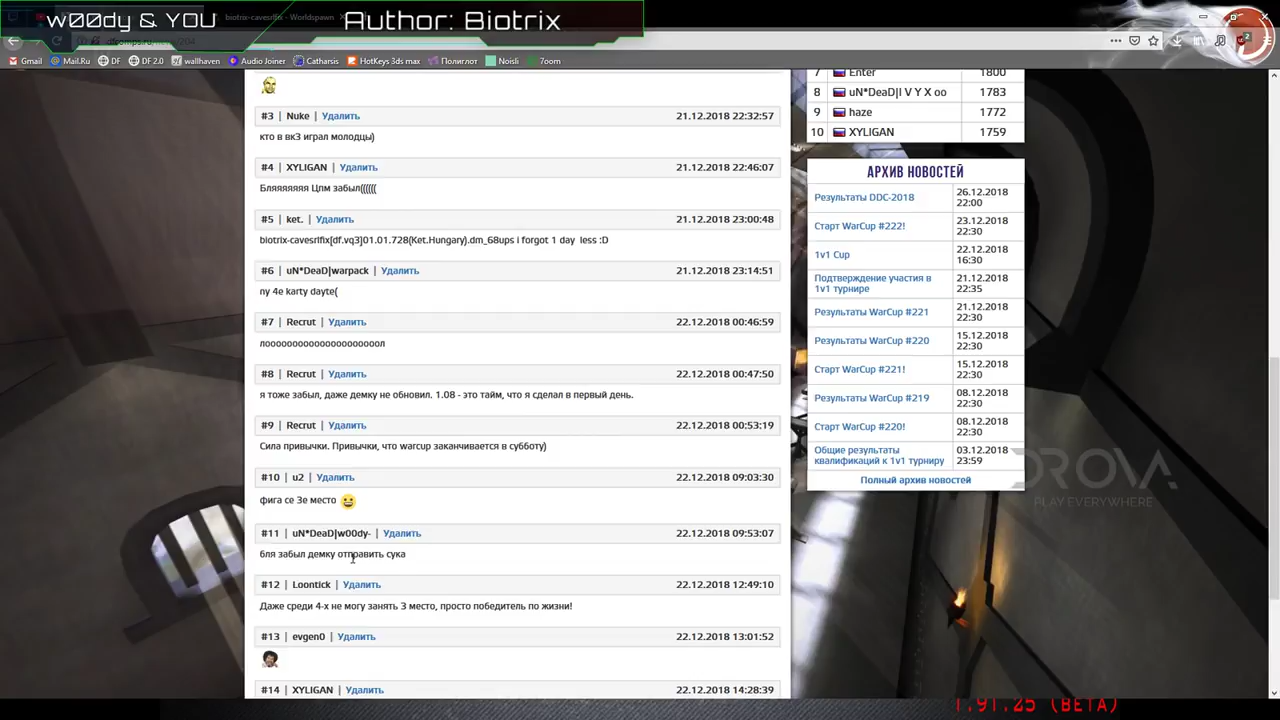 w00dy & YOU
Author: Biotrix
biotrix-cavesrlfix - Worldspawn
Gmail
Mail.Ru
DF
DF 2.0
wallhaven
Audio Joiner
Catharsis
HotKeys 3ds max
Полиглот
Noisli
7oom
2
#3 | Nuke | Удалить 21.12.2018 22:32:57
кто в вк3 играл молодцы)
#4 | XYLIGAN | Удалить 21.12.2018 22:46:07
Бляяяяяяя Цпм забыл((((((
#5 | ket. | Удалить 21.12.2018 23:00:48
biotrix-cavesrlfix[df.vq3]01.01.728(Ket.Hungary).dm_68ups i forgot 1 day less :D
#6 | uN*DeaD|warpack | Удалить 21.12.2018 23:14:51
ny 4e karty dayte(
#7 | Recrut | Удалить 22.12.2018 00:46:59
#8 | Recrut | Удалить 22.12.2018 00:47:50
я тоже забыл, даже демку не обновил. 1.08 - это тайм, что я сделал в первый день.
#9 | Recrut | Удалить 22.12.2018 00:53:19
Сила привычки. Привычки, что warcup заканчивается в субботу)
#10 | u2 | Удалить 22.12.2018 09:03:30
фига се 3е место
#11 | uN*DeaD|w00dy- | Удалить 22.12.2018 09:53:07
бля забыл демку отправить сука
#12 | Loontick | Удалить 22.12.2018 12:49:10
Даже среди 4-х не могу занять 3 место, просто победитель по жизни!
#13 | evgen0 | Удалить 22.12.2018 13:01:52
#14 | XYLIGAN | Удалить 22.12.2018 14:28:39
7 Enter 1800
8 uN*DeaD|I V Y X oo 1783
9 haze 1772
10 XYLIGAN 1759
АРХИВ НОВОСТЕЙ
Результаты DDC-2018 26.12.2018 22:00
Старт WarCup #222! 23.12.2018 22:30
1v1 Cup 22.12.2018 16:30
Подтверждение участия в 1v1 турнире 21.12.2018 22:35
Результаты WarCup #221 21.12.2018 22:30
Результаты WarCup #220 15.12.2018 22:30
Старт WarCup #221! 15.12.2018 22:30
Результаты WarCup #219 08.12.2018 22:30
Старт WarCup #220! 08.12.2018 22:30
Общие результаты квалификаций к 1v1 турниру 03.12.2018 23:59
Полный архив новостей
DROVA
PLAY EVERYWHERE
1.91.25 (BETA)